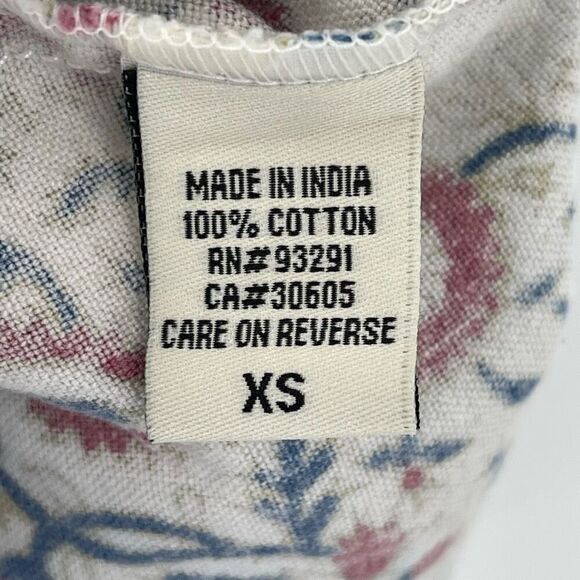 MADE IN INDIA
100% COTTON
RN# 93291
CA#30605
CARE ON REVERSE
XS